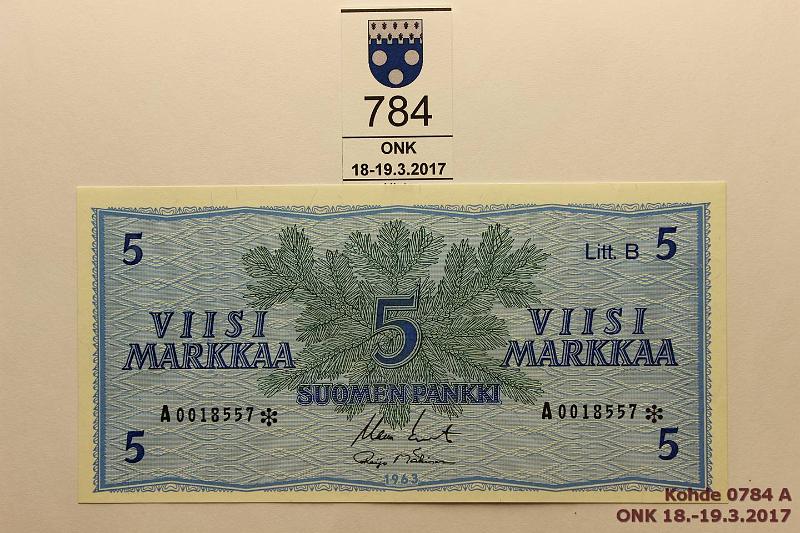 784
ONK
18-19.3.2017
5 Litt. B 5
VIISI 5 VIISI
MARKKAA MARKKAA
SUOMEN PANKKI
A0018557* A0018557*
5 5
1963
Kohde 0784 A
ONK 18.-19.3.2017